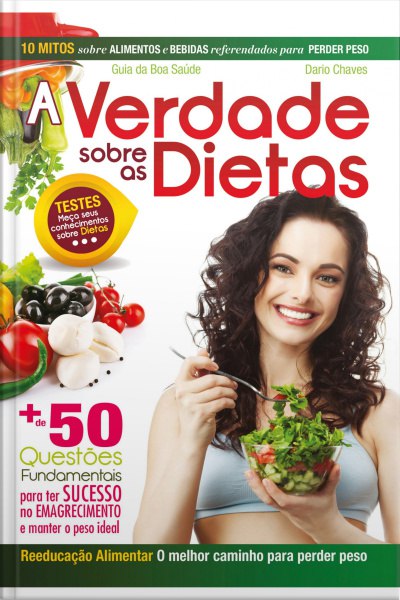 10 MITOS sobre ALIMENTOS e BEBIDAS referendados para PERDER PESO
Guia da Boa Saúde
Dario Chaves
A Verdade
sobre as Dietas
TESTES
Meça seus
conhecimentos
sobre Dietas
...
+ de 50
Questões
Fundamentais
para ter SUCESSO
no EMAGRECIMENTO
e manter o peso ideal
Reeducação Alimentar O melhor caminho para perder peso